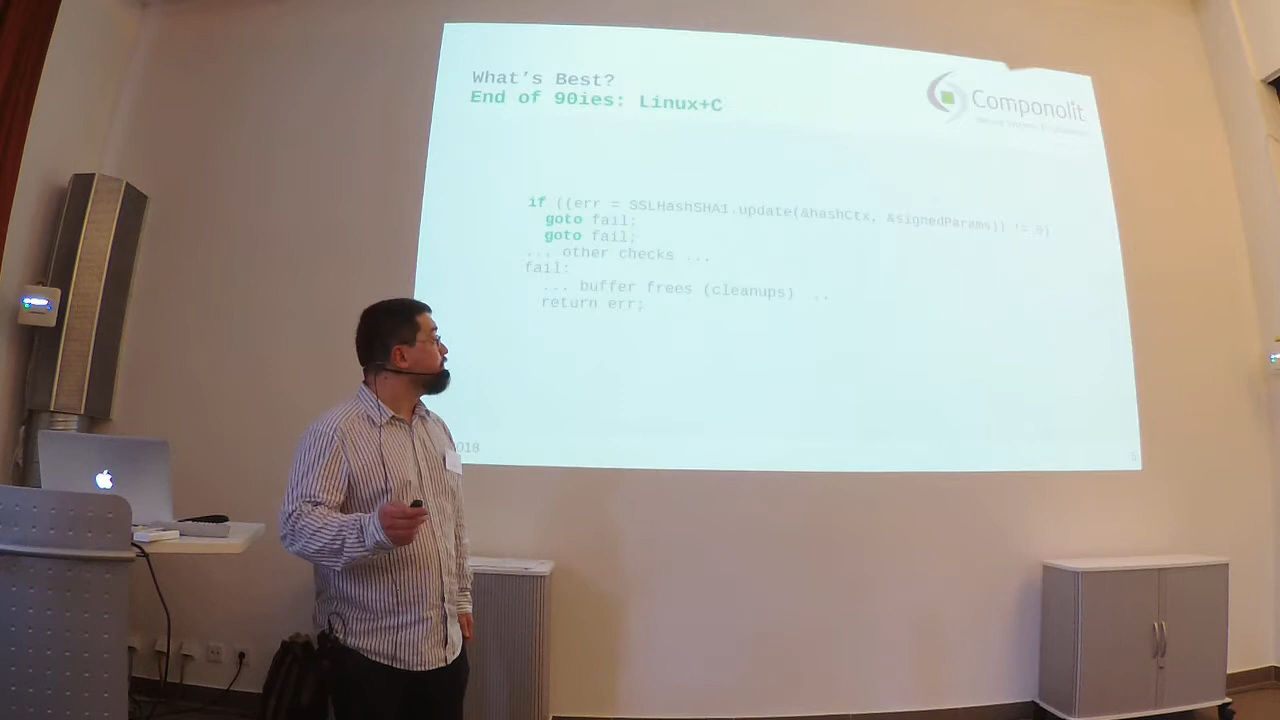 What's Best?
End of 90ies: Linux+C
Componolit
if ((err = SSLHashSHA1.update(&hashCtx, &signedParams)) != 0)
goto fail;
goto fail;
... other checks ...
fail:
... buffer frees (cleanups) ...
return err;
018